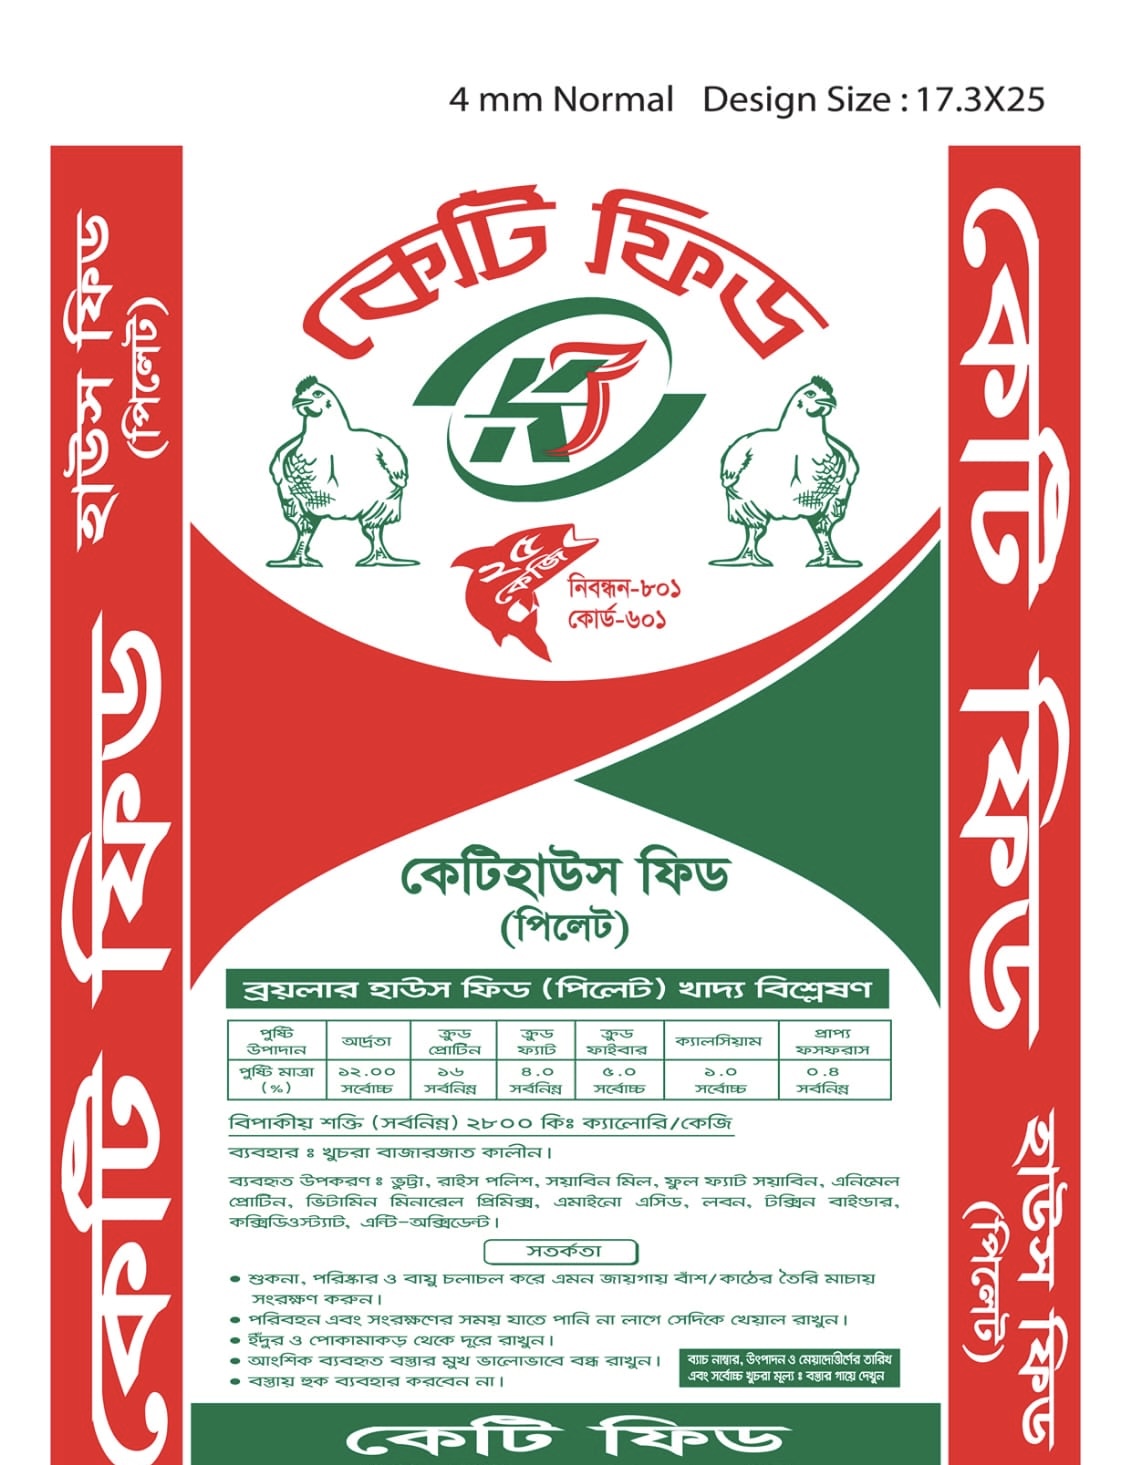 4 mm Normal Design Size : 17.3X25
কেটি ফিড
KT
২৫
কেজি
নিবন্ধন-৮০১
কোর্ড-৬০১
কেটিহাউস ফিড
(পিলেট)
ব্রয়লার হাউস ফিড (পিলেট) খাদ্য বিশ্লেষণ
পুষ্টি উপাদান আর্দ্রতা ক্রুড প্রোটিন ক্রুড ফ্যাট ক্রুড ফাইবার ক্যালসিয়াম প্রাপ্য ফসফরাস
পুষ্টি মাত্রা (%) ১২.০০ সর্বোচ্চ ১৬ সর্বনিম্ন ৪.০ সর্বনিম্ন ৫.০ সর্বোচ্চ ১.০ সর্বোচ্চ ০.৪ সর্বনিম্ন
বিপাকীয় শক্তি (সর্বনিম্ন) ২৮০০ কিঃ ক্যালোরি/কেজি
ব্যবহার ঃ খুচরা বাজারজাত কালীন।
ব্যবহৃত উপকরণ ঃ ভুট্টা, রাইস পলিশ, সয়াবিন মিল, ফুল ফ্যাট সয়াবিন, এনিমেল
প্রোটিন, ভিটামিন মিনারেল প্রিমিক্স, এমাইনো এসিড, লবন, টক্সিন বাইন্ডার,
কক্সিডিওস্ট্যাট, এন্টি-অক্সিডেন্ট।
সতর্কতা
• শুকনা, পরিষ্কার ও বায়ু চলাচল করে এমন জায়গায় বাঁশ/কাঠের তৈরি মাচায়
সংরক্ষণ করুন।
• পরিবহন এবং সংরক্ষণের সময় যাতে পানি না লাগে সেদিকে খেয়াল রাখুন।
• ইঁদুর ও পোকামাকড় থেকে দূরে রাখুন।
• আংশিক ব্যবহৃত বস্তার মুখ ভালোভাবে বন্ধ রাখুন।
• বস্তায় হুক ব্যবহার করবেন না।
ব্যাচ নাম্বার, উৎপাদন ও মেয়াদোত্তীর্ণের তারিখ
এবং সর্বোচ্চ খুচরা মূল্য ঃ বস্তার গায়ে দেখুন
কেটি ফিড
কেটি ফিড
হাউস ফিড
(পিলেট)
কেটি ফিড
হাউস ফিড
(পিলেট)